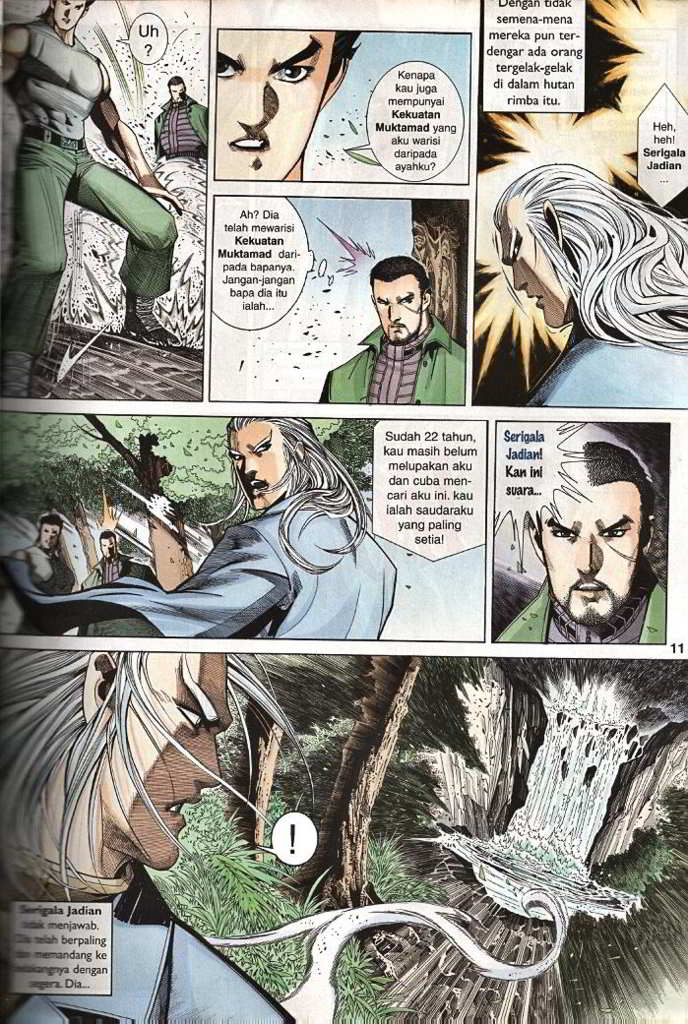 Uh
?
Kenapa
kau juga
mempunyai
Kekuatan
Muktamad yang
aku warisi
daripada
ayahku?
Ah? Dia
telah mewarisi
Kekuatan
Muktamad dari-
pada bapanya.
Jangan-jangan
bapa dia itu
ialah...
Dengan tidak
semena-mena
mereka pun ter-
dengar ada orang
tergelak-gelak
di dalam hutan
rimba itu.
Heh,
heh!
Serigala
Jadian
...
Sudah 22 tahun,
kau masih belum
melupakan aku
dan cuba men-
cari aku ini. kau
ialah saudaraku
yang paling
setia!
Serigala
Jadian!
Kan ini
suara...
11
!
Serigala Jadian
tidak menjawab.
Dia telah berpaling
dan memandang ke
belakangnya dengan
segera. Dia...